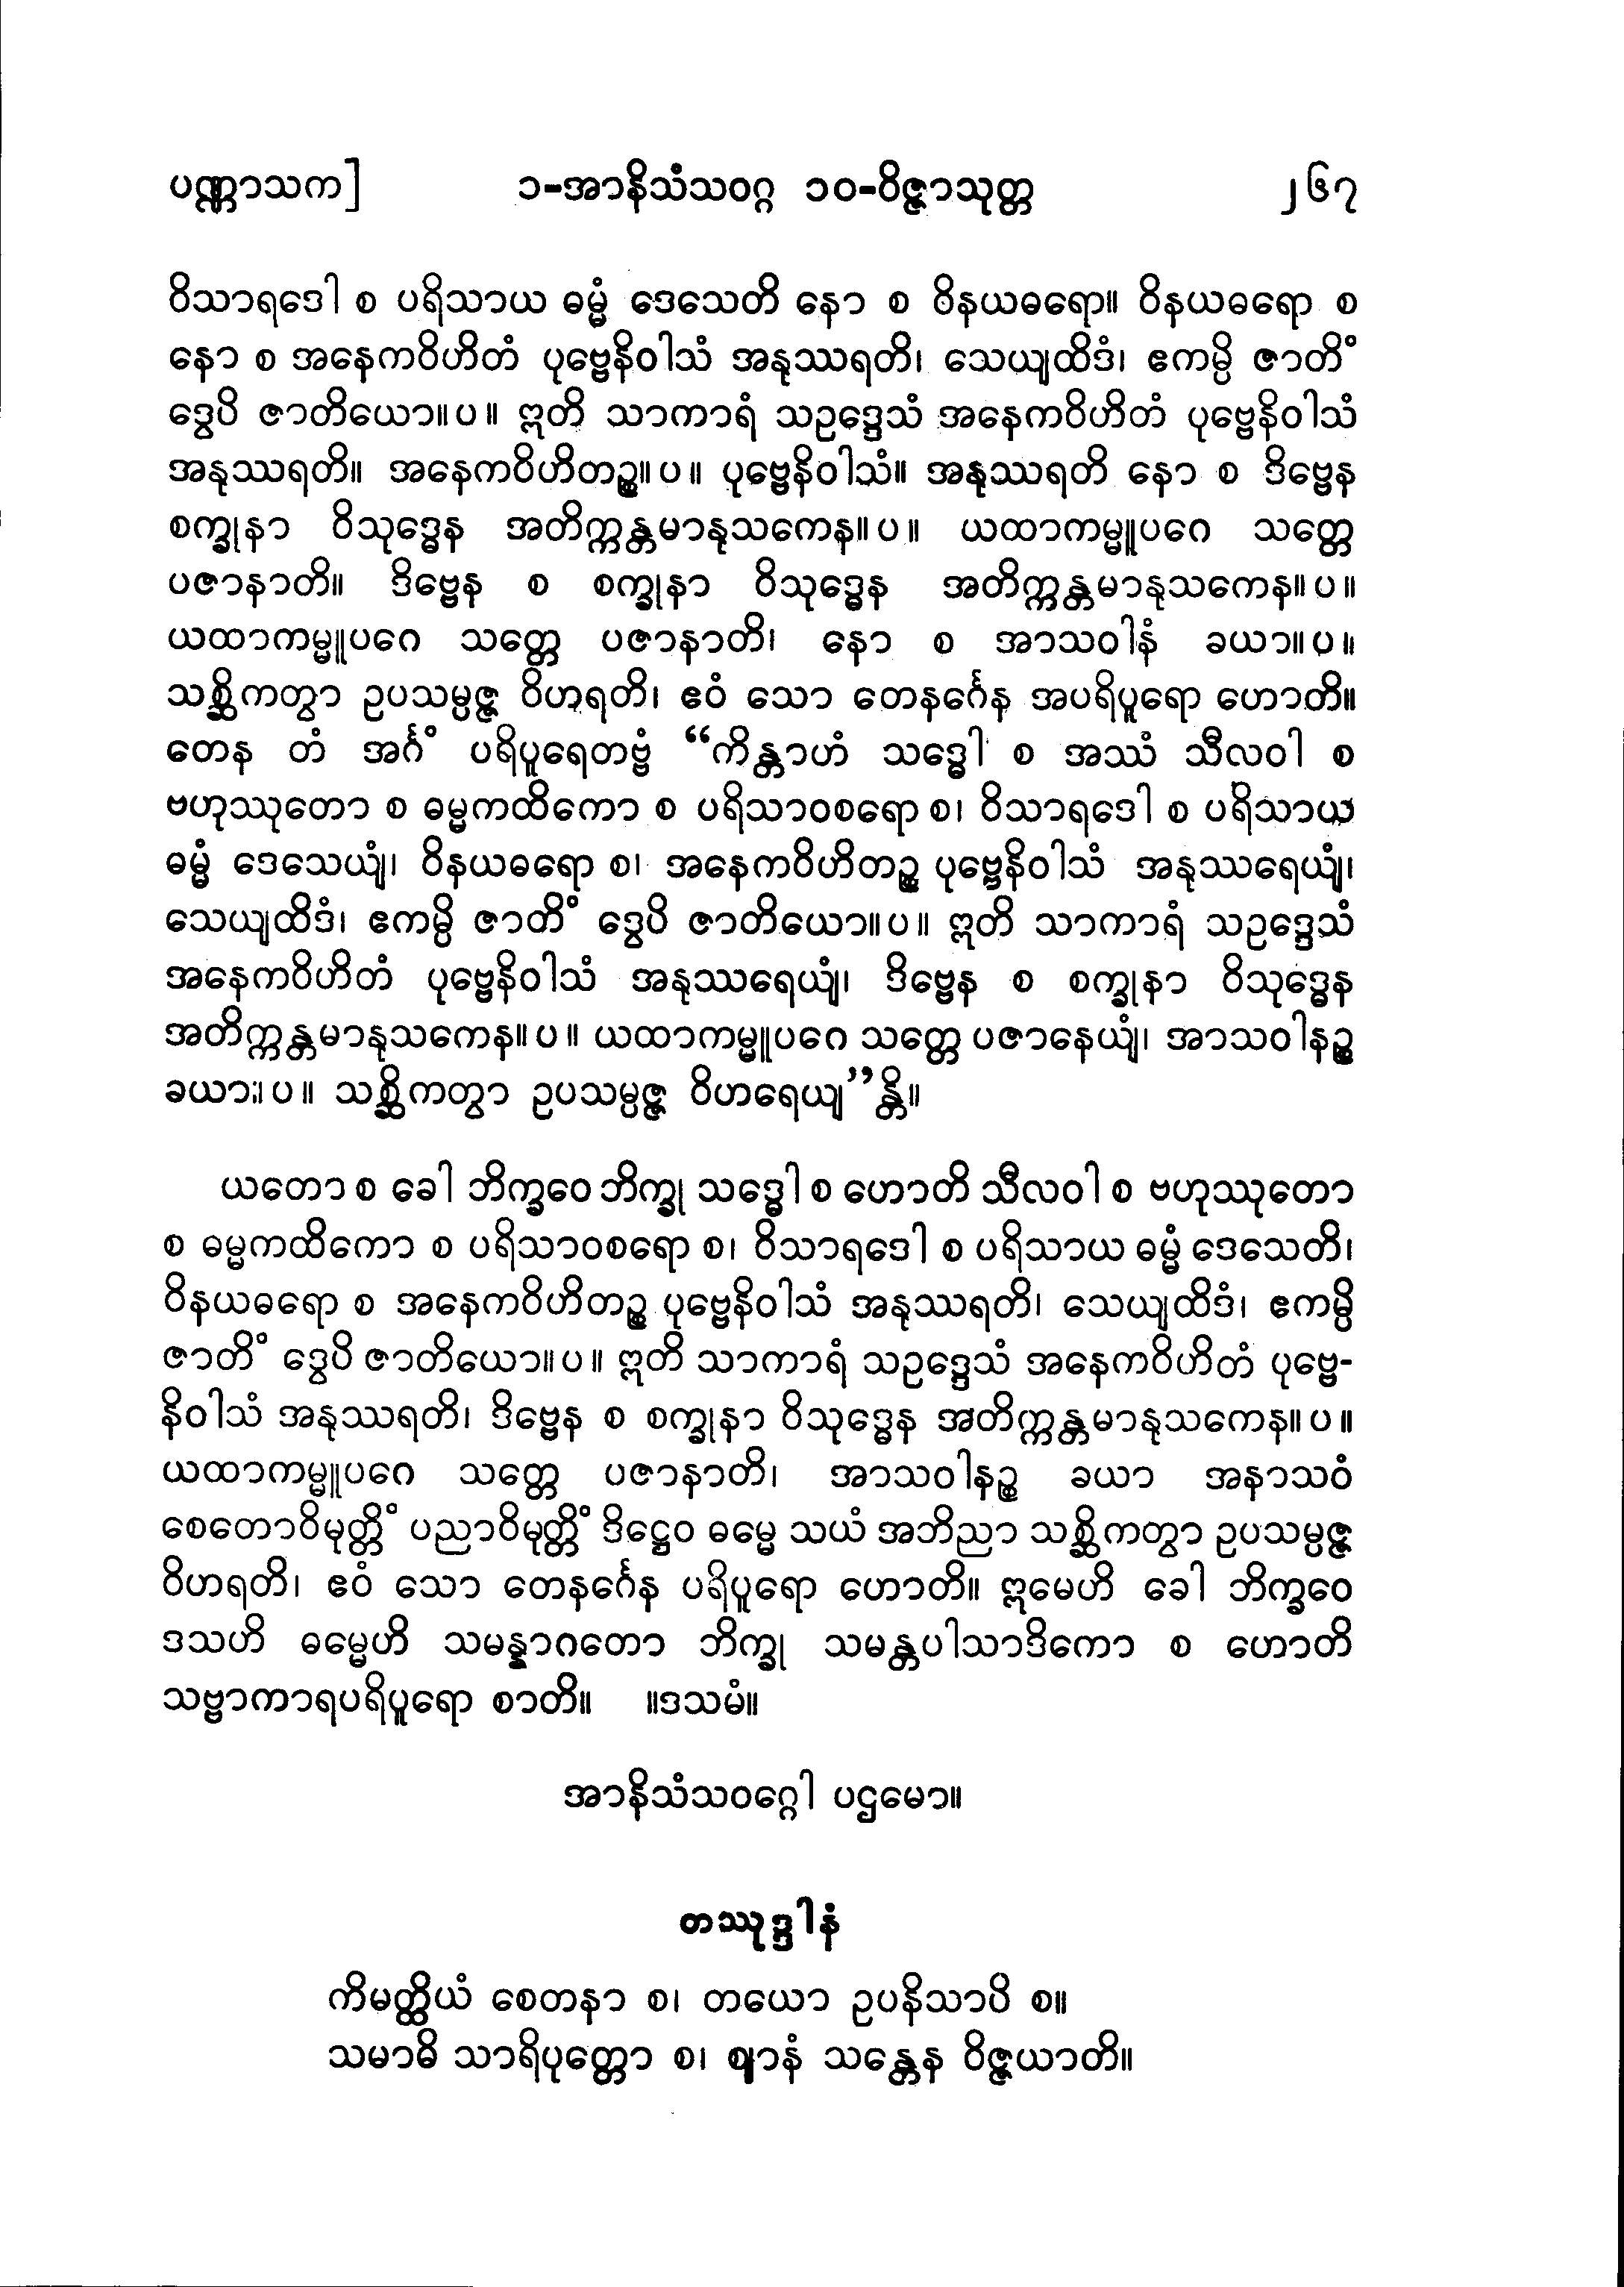 ပဏ္ဏာသက] ၁-အာနိသံသဝဂ္ဂ ၁၀-ဝိဇ္ဇာသုတ္တ ၂၆၇
ဝိသာရဒေါ စ ပရိသာယ ဓမ္မံ ဒေသေတိ နော စ ဝိနယဓရော။ ဝိနယဓရော စ
နော စ အနေကဝိဟိတံ ပုဗ္ဗေနိဝါသံ အနုဿရတိ၊ သေယျထိဒံ၊ ဧကမ္ပိ ဇာတိံ
ဒွေပိ ဇာတိယော။ပ။ ဣတိ သာကာရံ သဥဒ္ဒေသံ အနေကဝိဟိတံ ပုဗ္ဗေနိဝါသံ
အနုဿရတိ။ အနေကဝိဟိတဉ္စ။ပ။ ပုဗ္ဗေနိဝါသံ။ အနုဿရတိ နော စ ဒိဗ္ဗေန
စက္ခုနာ ဝိသုဒ္ဓေန အတိက္ကန္တမာနုသကေန။ပ။ ယထာကမ္မူပဂေ သတ္တေ
ပဇာနာတိ။ ဒိဗ္ဗေန စ စက္ခုနာ ဝိသုဒ္ဓေန အတိက္ကန္တမာနုသကေန။ပ။
ယထာကမ္မူပဂေ သတ္တေ ပဇာနာတိ၊ နော စ အာသဝါနံ ခယာ။ပ။
သစ္ဆိကတွာ ဥပသမ္ပဇ္ဇ ဝိဟရတိ၊ ဧဝံ သော တေနင်္ဂေန အပရိပူရော ဟောတိ။
တေန တံ အင်္ဂံ ပရိပူရေတဗ္ဗံ “ကိန္တာဟံ သဒ္ဓေါ စ အဿံ သီလဝါ စ
ဗဟုဿုတော စ ဓမ္မကထိကော စ ပရိသာဝစရော စ၊ ဝိသာရဒေါ စ ပရိသာယ
ဓမ္မံ ဒေသေယျံ၊ ဝိနယဓရော စ၊ အနေကဝိဟိတဉ္စ ပုဗ္ဗေနိဝါသံ အနုဿရေယျံ၊
သေယျထိဒံ၊ ဧကမ္ပိ ဇာတိံ ဒွေပိ ဇာတိယော။ပ။ ဣတိ သာကာရံ သဥဒ္ဒေသံ
အနေကဝိဟိတံ ပုဗ္ဗေနိဝါသံ အနုဿရေယျံ၊ ဒိဗ္ဗေန စ စက္ခုနာ ဝိသုဒ္ဓေန
အတိက္ကန္တမာနုသကေန။ပ။ ယထာကမ္မူပဂေ သတ္တေ ပဇာနေယျံ၊ အာသဝါနဉ္စ
ခယာ။ပ။ သစ္ဆိကတွာ ဥပသမ္ပဇ္ဇ ဝိဟရေယျ”န္တိ။
ယတော စ ခေါ ဘိက္ခဝေ ဘိက္ခု သဒ္ဓေါ စ ဟောတိ သီလဝါ စ ဗဟုဿုတော
စ ဓမ္မကထိကော စ ပရိသာဝစရော စ၊ ဝိသာရဒေါ စ ပရိသာယ ဓမ္မံ ဒေသေတိ၊
ဝိနယဓရော စ အနေကဝိဟိတဉ္စ ပုဗ္ဗေနိဝါသံ အနုဿရတိ၊ သေယျထိဒံ၊ ဧကမ္ပိ
ဇာတိံ ဒွေပိ ဇာတိယော။ပ။ ဣတိ သာကာရံ သဥဒ္ဒေသံ အနေကဝိဟိတံ ပုဗ္ဗေ-
နိဝါသံ အနုဿရတိ၊ ဒိဗ္ဗေန စ စက္ခုနာ ဝိသုဒ္ဓေန အတိက္ကန္တမာနုသကေန။ပ။
ယထာကမ္မူပဂေ သတ္တေ ပဇာနာတိ၊ အာသဝါနဉ္စ ခယာ အနာသဝံ
စေတောဝိမုတ္တိံ ပညာဝိမုတ္တိံ ဒိဋ္ဌေဝ ဓမ္မေ သယံ အဘိညာ သစ္ဆိကတွာ ဥပသမ္ပဇ္ဇ
ဝိဟရတိ၊ ဧဝံ သော တေနင်္ဂေန ပရိပူရော ဟောတိ။ ဣမေဟိ ခေါ ဘိက္ခဝေ
ဒသဟိ ဓမ္မေဟိ သမန္နာဂတော ဘိက္ခု သမန္တပါသာဒိကော စ ဟောတိ
သဗ္ဗာကာရပရိပူရော စာတိ။ ။ဒသမံ။
အာနိသံသဝဂ္ဂေါ ပဌမော။
တဿုဒ္ဒါနံ
ကိမတ္ထိယံ စေတနာ စ၊ တယော ဥပနိသာပိ စ။
သမာဓိ သာရိပုတ္တော စ၊ ဈာနံ သန္တေန ဝိဇ္ဇယာတိ။